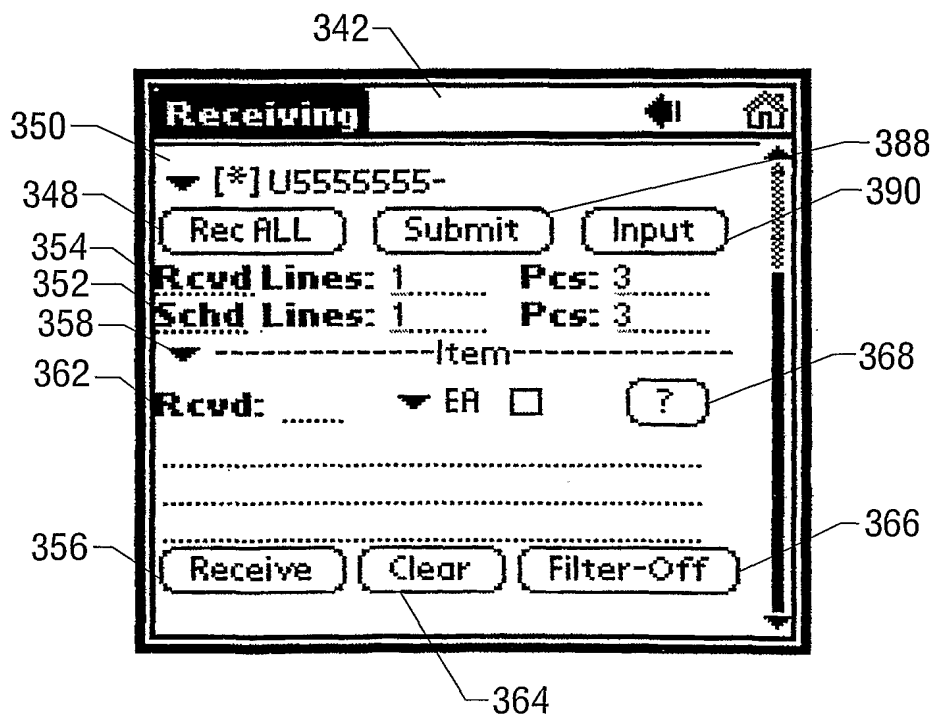 342
Receiving
350
[*] U5555555-
388
348
Rec ALL Submit Input
390
354
Rcvd Lines: 1 Pcs: 3
352
Schd Lines: 1 Pcs: 3
358
Item
368
362
Rcvd: EA ?
356
Receive Clear Filter-Off
366
364